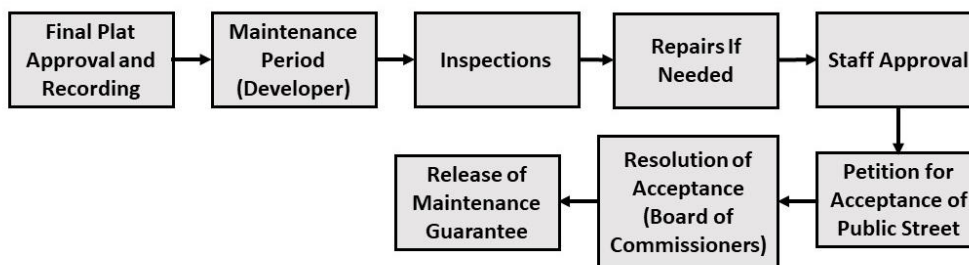 Final Plat
Approval and
Recording
Maintenance
Period
(Developer)
Inspections
Repairs If
Needed
Staff Approval
Petition for
Acceptance of
Public Street
Resolution of
Acceptance
(Board of
Commissioners)
Release of
Maintenance
Guarantee